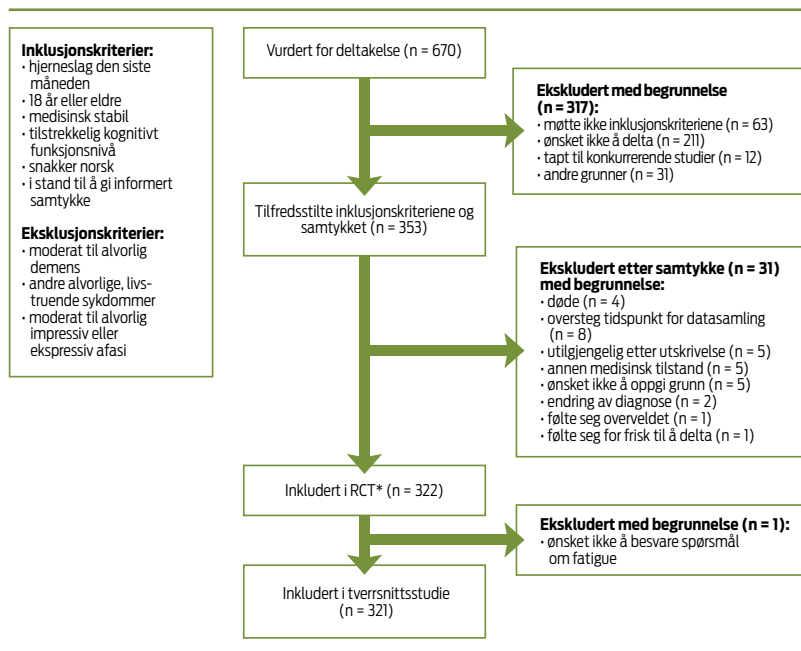 Inklusjonskriterier:
· hjerneslag den siste
måneden
· 18 år eller eldre
· medisinsk stabil
· tilstrekkelig kognitivt
funksjonsnivå
· snakker norsk
· i stand til å gi informert
samtykke
Eksklusjonskriterier:
· moderat til alvorlig
demens
· andre alvorlige, livs-
truende sykdommer
· moderat til alvorlig
impressiv eller
ekspressiv afasi
Vurdert for deltakelse (n = 670)
Ekskludert med begrunnelse
(n = 317):
· møtte ikke inklusjonskriteriene (n = 63)
· ønsket ikke å delta (n = 211)
· tapt til konkurrerende studier (n = 12)
· andre grunner (n = 31)
Tilfredsstilte inklusjonskriteriene og
samtykket (n = 353)
Ekskludert etter samtykke (n = 31)
med begrunnelse:
· døde (n = 4)
· oversteg tidspunkt for datasamling
(n = 8)
· utilgjengelig etter utskrivelse (n = 5)
· annen medisinsk tilstand (n = 5)
· ønsket ikke å oppgi grunn (n = 5)
· endring av diagnose (n = 2)
· følte seg overveldet (n = 1)
· følte seg for frisk til å delta (n = 1)
Inkludert i RCT* (n = 322)
Ekskludert med begrunnelse (n = 1):
· ønsket ikke å besvare spørsmål
om fatigue
Inkludert i tverrsnittsstudie
(n = 321)